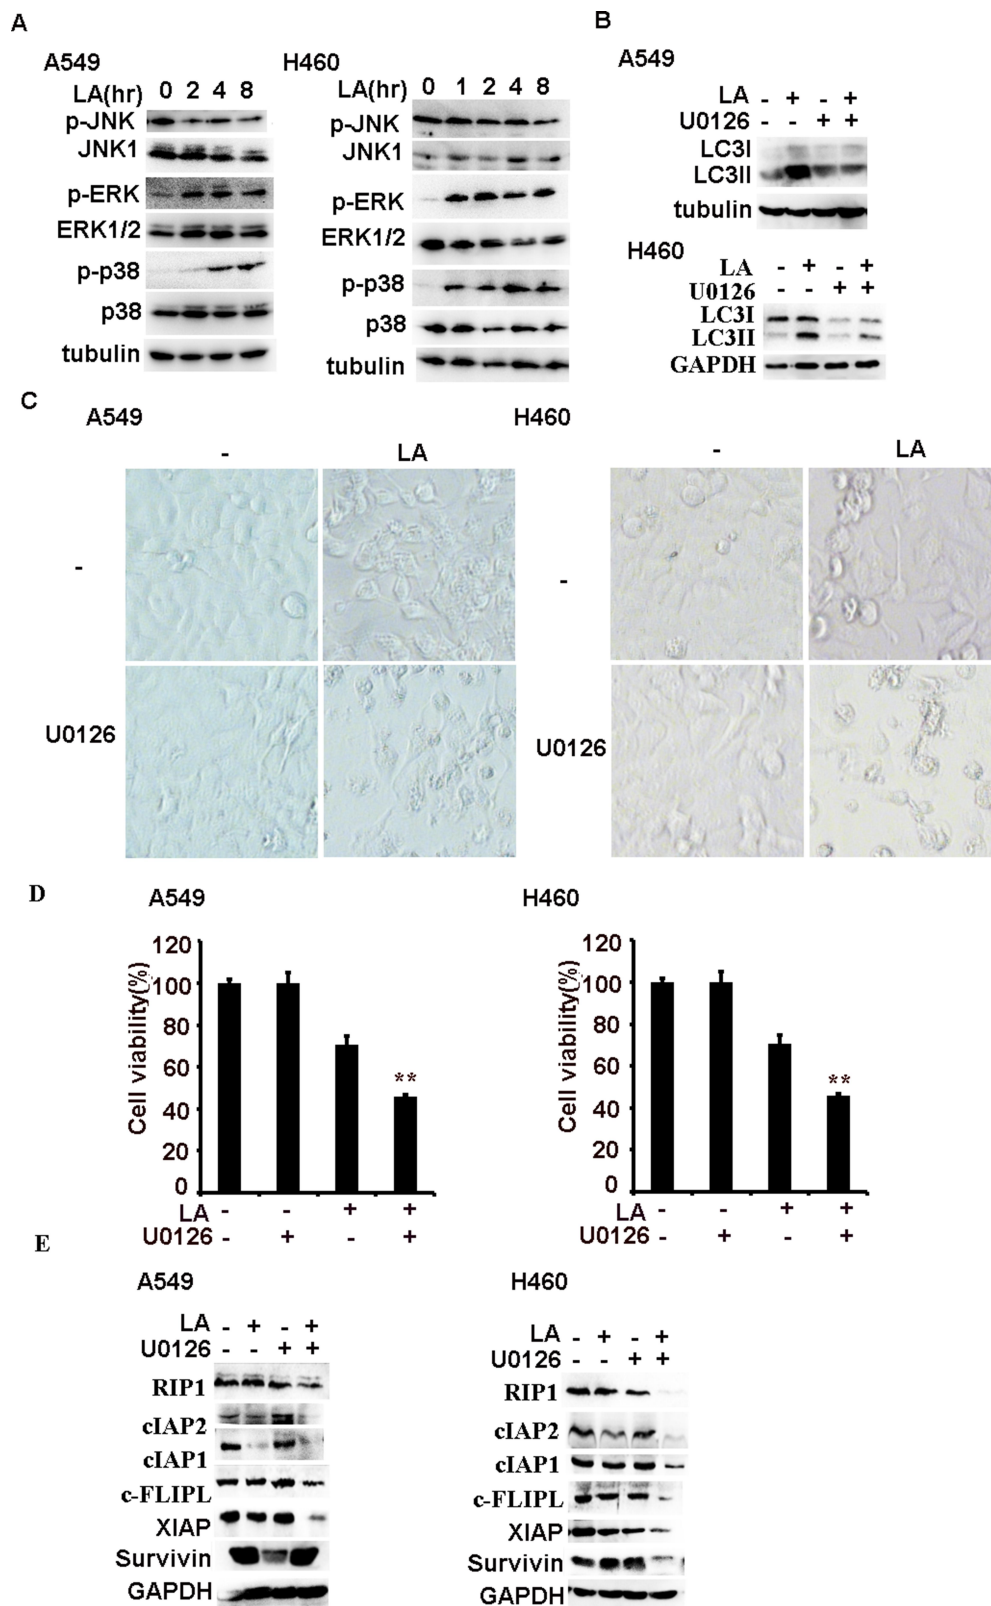 A
A549
LA(hr) 0 2 4 8
p-JNK
JNK1
p-ERK
ERK1/2
p-p38
p38
tubulin
H460
LA(hr) 0 1 2 4 8
p-JNK
JNK1
p-ERK
ERK1/2
p-p38
p38
tubulin
B
A549
LA - + - +
U0126 - - + +
LC3I
LC3II
tubulin
H460
LA - + - +
U0126 - - + +
LC3I
LC3II
GAPDH
C
A549
- LA
-
U0126
H460
- LA
-
U0126
D
A549
Cell viability(%)
120
100
80
60
40
20
0
**
LA - - + +
U0126 - + - +
H460
Cell viability(%)
120
100
80
60
40
20
0
**
LA - - + +
U0126 - + - +
E
A549
LA - + - +
U0126 - - + +
RIP1
cIAP2
cIAP1
c-FLIPL
XIAP
Survivin
GAPDH
H460
LA - + - +
U0126 - - + +
RIP1
cIAP2
cIAP1
c-FLIPL
XIAP
Survivin
GAPDH